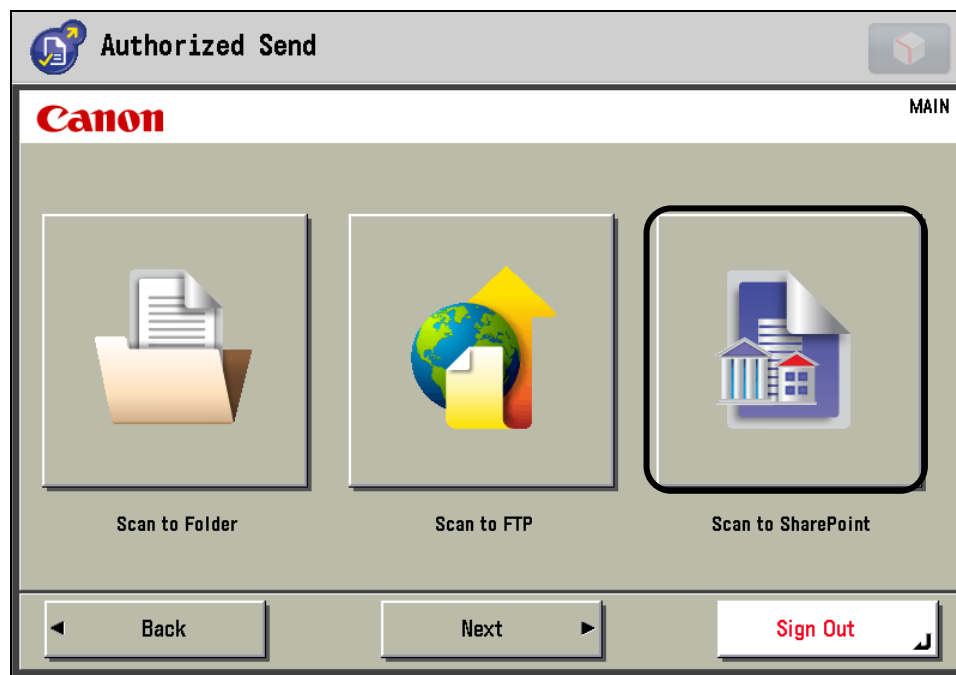 Authorized Send
Canon
MAIN
Scan to Folder
Scan to FTP
Scan to SharePoint
Back
Next
Sign Out